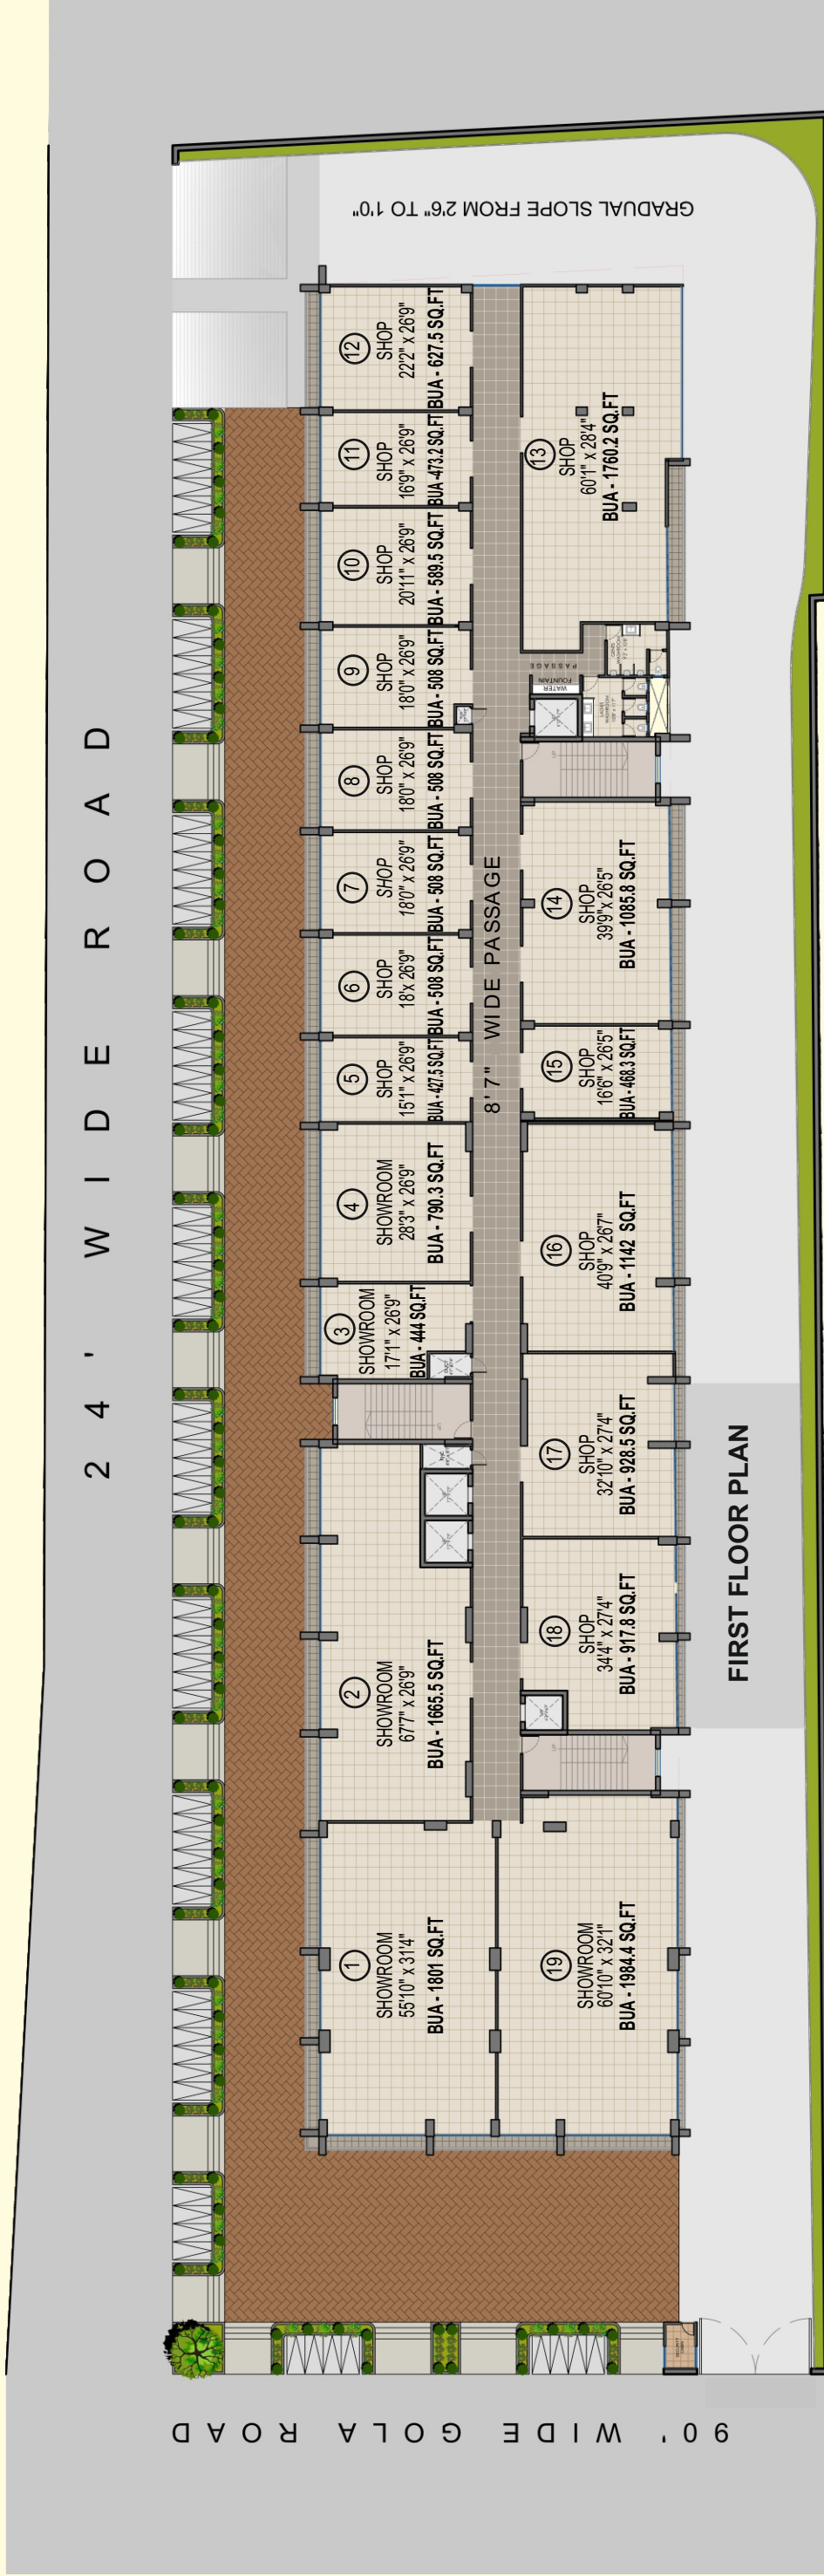 GRADUAL SLOPE FROM 2'6" TO 1'0"
24' WIDE ROAD
12
SHOP
22'2" x 26'9"
BUA - 627.5 SQ.FT
11
SHOP
16'9" x 26'9"
BUA-473.2 SQ.FT
10
SHOP
20'11" x 26'9"
BUA - 589.5 SQ.FT
9
SHOP
18'0" x 26'9"
BUA - 508 SQ.FT
8
SHOP
18'0" x 26'9"
BUA - 508 SQ.FT
7
SHOP
18'0" x 26'9"
BUA - 508 SQ.FT
6
SHOP
18'x 26'9"
BUA - 508 SQ.FT
5
SHOP
15'1" x 26'9"
BUA-427.5 SQ.FT
4
SHOWROOM
28'3" x 26'9"
BUA - 790.3 SQ.FT
3
SHOWROOM
17'1" x 26'9"
BUA - 444 SQ.FT
2
SHOWROOM
67'7" x 26'9"
BUA - 1665.5 SQ.FT
1
SHOWROOM
55'10" x 31'4"
BUA - 1801 SQ.FT
8'7" WIDE PASSAGE
13
SHOP
60'1" x 28'4"
BUA - 1760.2 SQ.FT
PASSAGE
WATER
FOUNTAIN
GENTS
WASHROOM
LADIES
WASHROOM
UP
14
SHOP
39'9"x 26'5"
BUA - 1085.8 SQ.FT
15
SHOP
16'6" x 26'5"
BUA-468.3 SQ.FT
16
SHOP
40'9" x 26'7"
BUA - 1142 SQ.FT
17
SHOP
32'10" x 27'4"
BUA - 928.5 SQ.FT
18
SHOP
34'4" x 27'4"
BUA - 917.8 SQ.FT
UP
UP
19
SHOWROOM
60'10" x 32'1"
BUA - 1984.4 SQ.FT
FIRST FLOOR PLAN
SECURITY
90' WIDE GOLA ROAD